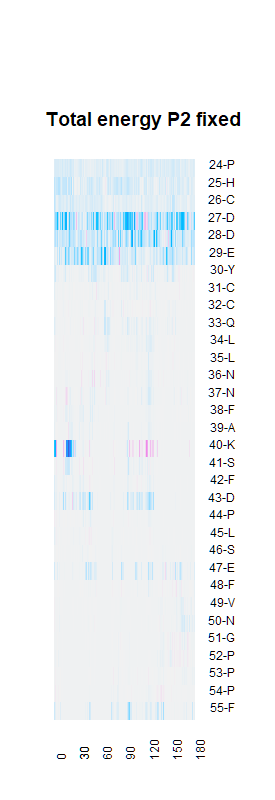 Total energy P2 fixed
24-P
25-H
26-C
27-D
28-D
29-E
30-Y
31-C
32-C
33-Q
34-L
35-L
36-N
37-N
38-F
39-A
40-K
41-S
42-F
43-D
44-P
45-L
46-S
47-E
48-F
49-V
50-N
51-G
52-P
53-P
54-P
55-F
0 30 60 90 120 150 180